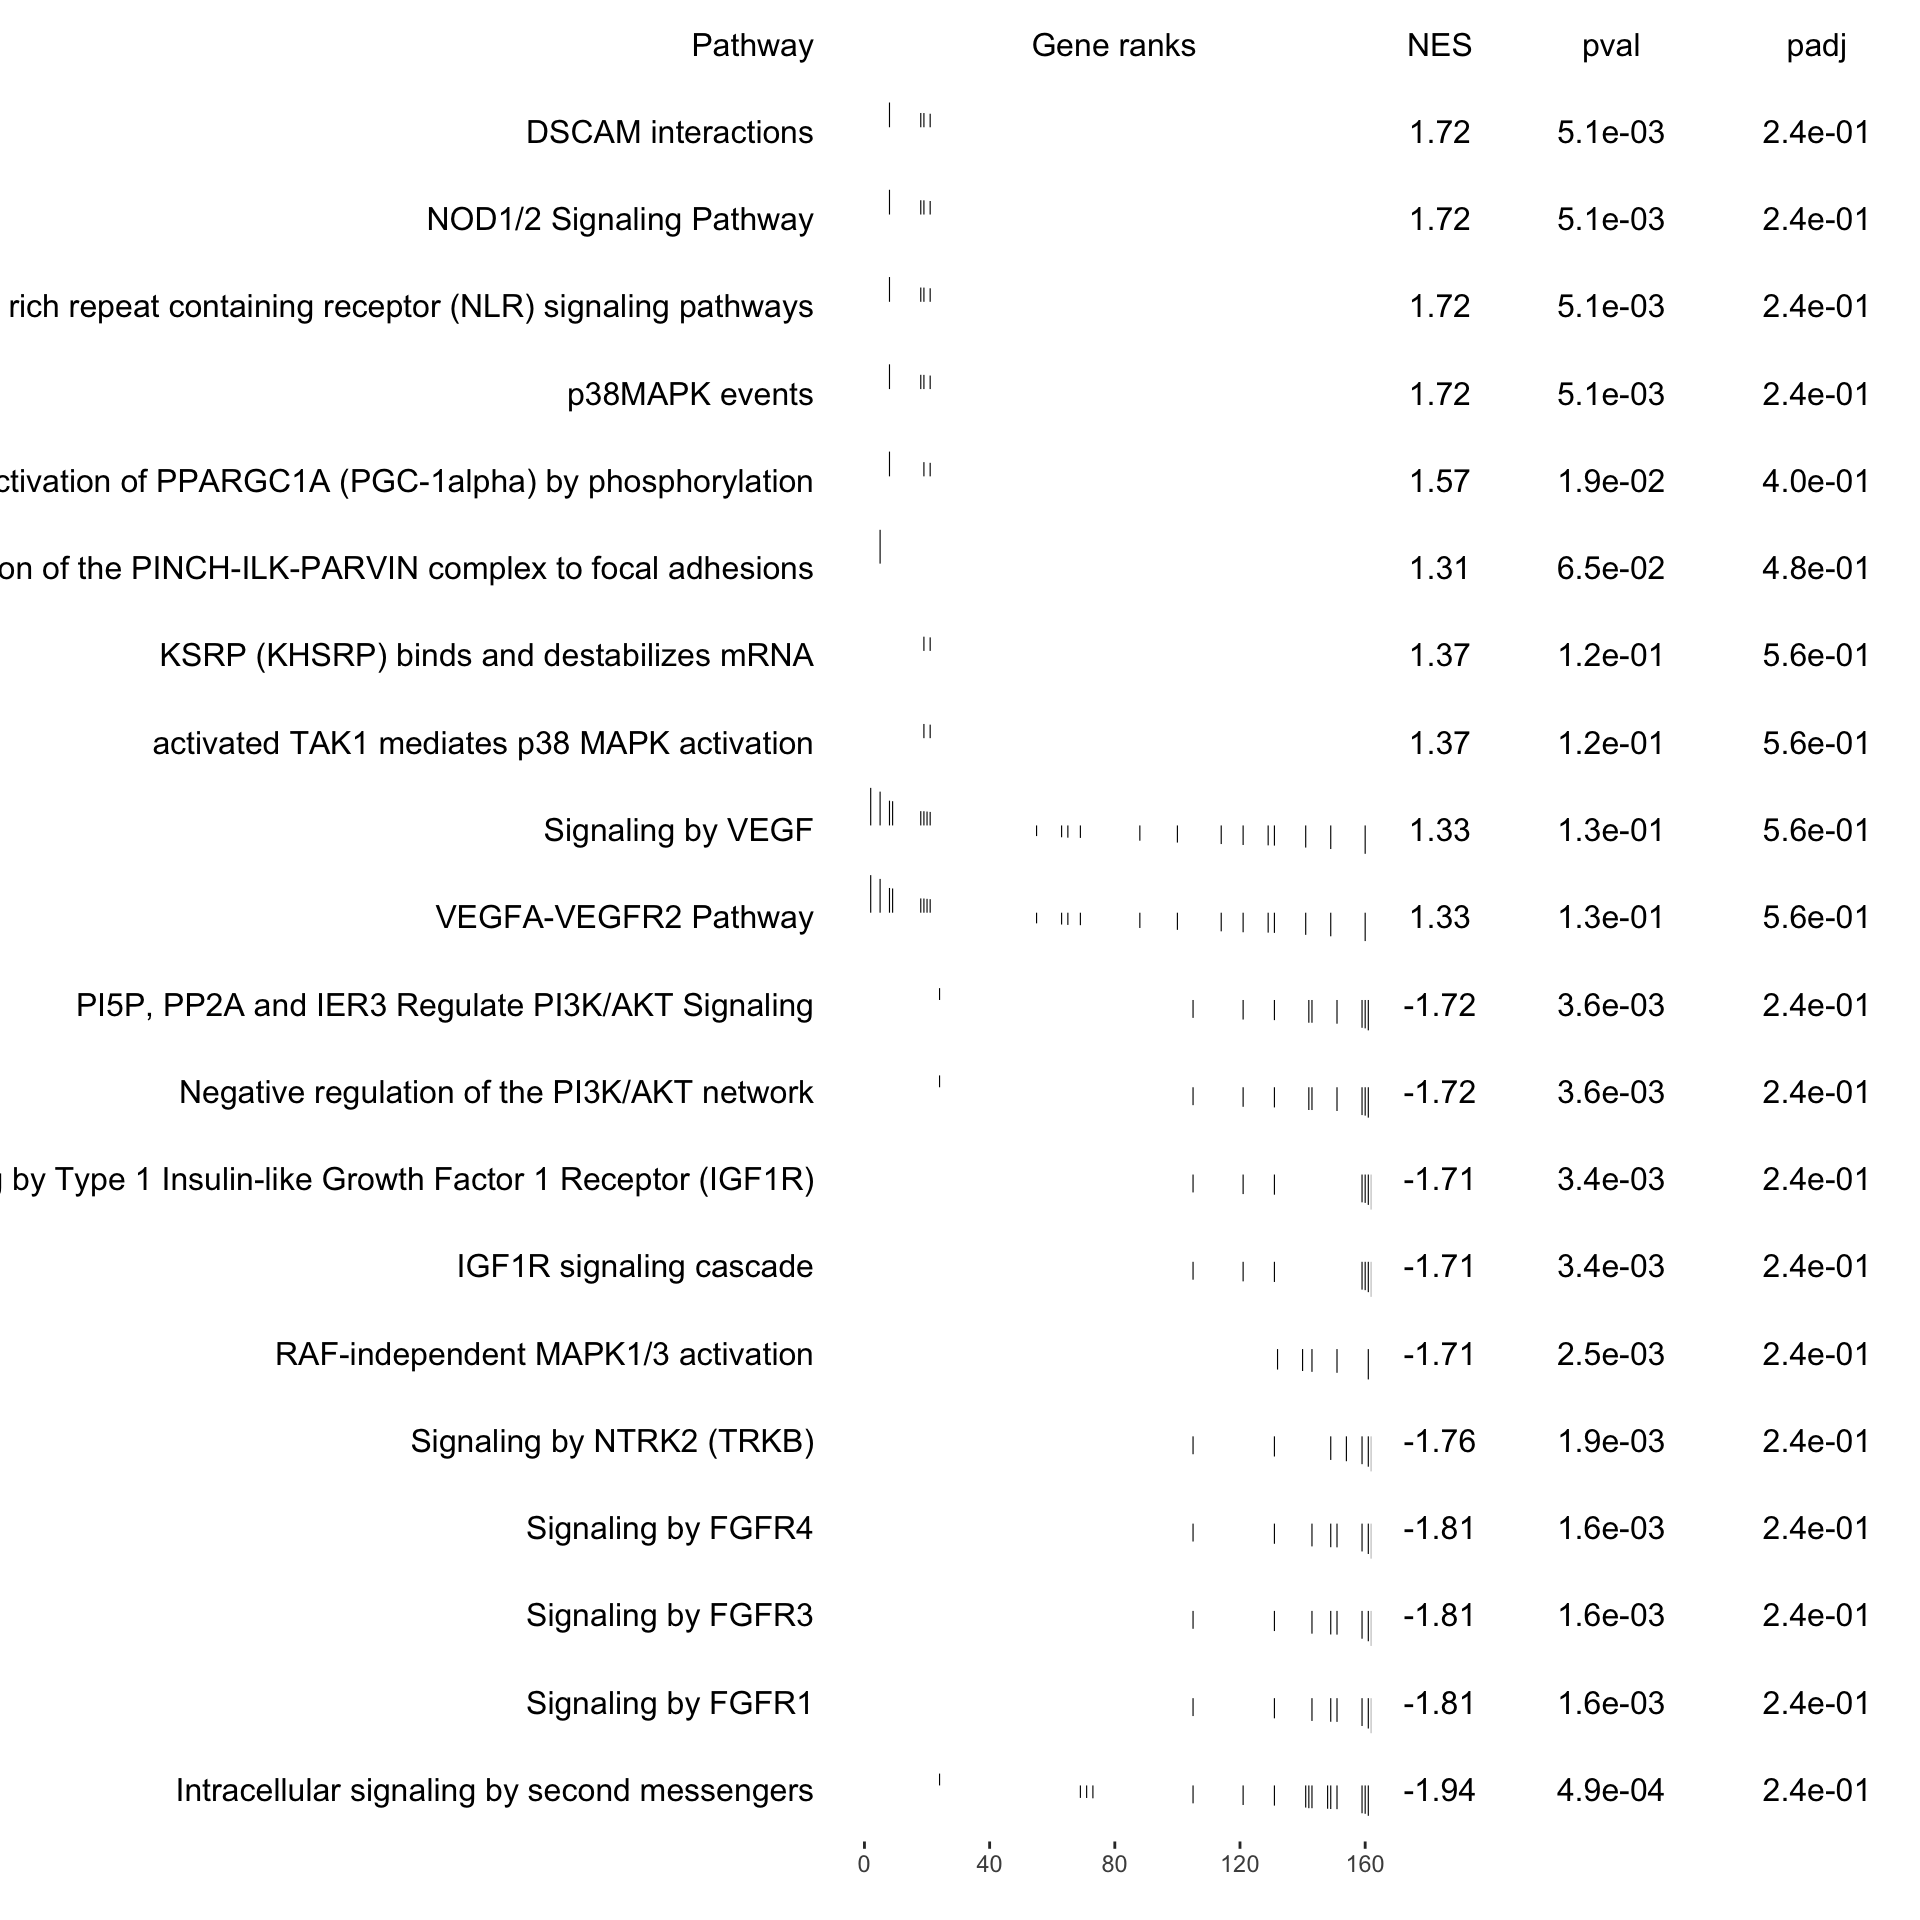 Pathway Gene ranks NES pval padj
DSCAM interactions 1.72 5.1e-03 2.4e-01
NOD1/2 Signaling Pathway 1.72 5.1e-03 2.4e-01
rich repeat containing receptor (NLR) signaling pathways 1.72 5.1e-03 2.4e-01
p38MAPK events 1.72 5.1e-03 2.4e-01
ctivation of PPARGC1A (PGC-1alpha) by phosphorylation 1.57 1.9e-02 4.0e-01
on of the PINCH-ILK-PARVIN complex to focal adhesions 1.31 6.5e-02 4.8e-01
KSRP (KHSRP) binds and destabilizes mRNA 1.37 1.2e-01 5.6e-01
activated TAK1 mediates p38 MAPK activation 1.37 1.2e-01 5.6e-01
Signaling by VEGF 1.33 1.3e-01 5.6e-01
VEGFA-VEGFR2 Pathway 1.33 1.3e-01 5.6e-01
PI5P, PP2A and IER3 Regulate PI3K/AKT Signaling -1.72 3.6e-03 2.4e-01
Negative regulation of the PI3K/AKT network -1.72 3.6e-03 2.4e-01
g by Type 1 Insulin-like Growth Factor 1 Receptor (IGF1R) -1.71 3.4e-03 2.4e-01
IGF1R signaling cascade -1.71 3.4e-03 2.4e-01
RAF-independent MAPK1/3 activation -1.71 2.5e-03 2.4e-01
Signaling by NTRK2 (TRKB) -1.76 1.9e-03 2.4e-01
Signaling by FGFR4 -1.81 1.6e-03 2.4e-01
Signaling by FGFR3 -1.81 1.6e-03 2.4e-01
Signaling by FGFR1 -1.81 1.6e-03 2.4e-01
Intracellular signaling by second messengers -1.94 4.9e-04 2.4e-01
0 40 80 120 160